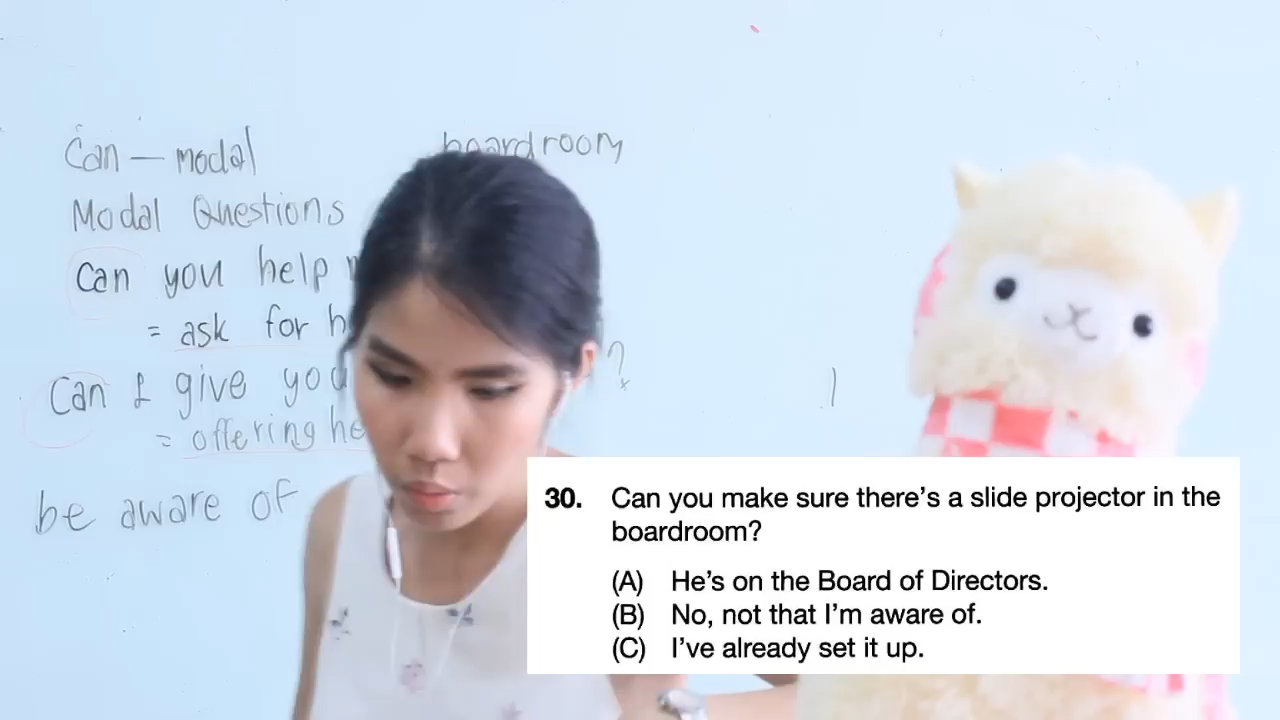 Can — modal
boardroom
Modal Questions
Can you help
= ask for
Can I give you
?
= offering
be aware of
30. Can you make sure there's a slide projector in the
boardroom?
(A) He's on the Board of Directors.
(B) No, not that I'm aware of.
(C) I've already set it up.